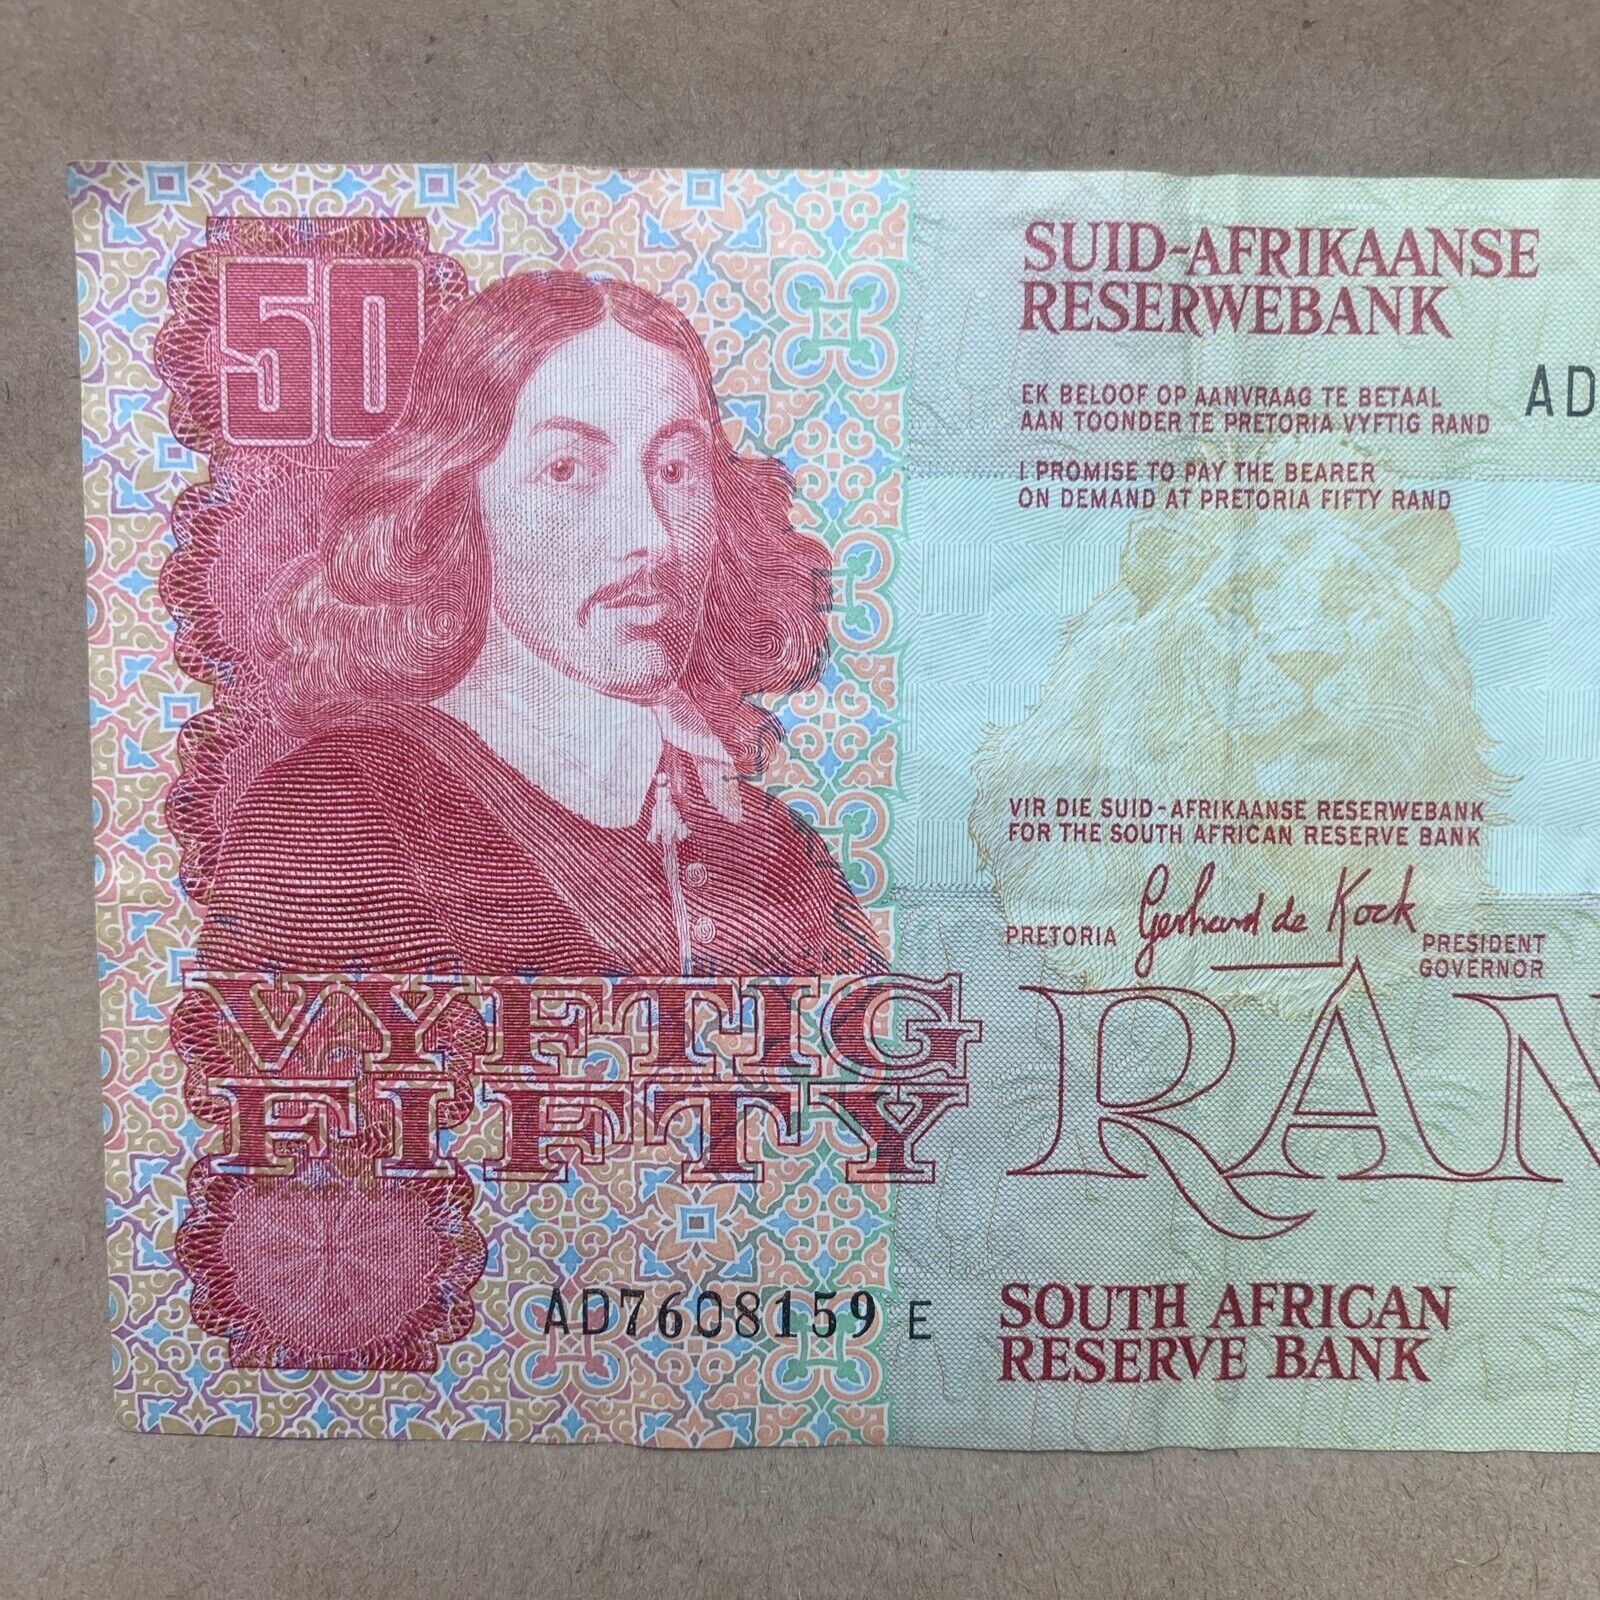 50
SUID-AFRIKAANSE
RESERWEBANK
EK BELOOF OP AANVRAAG TE BETAAL
AAN TOONDER TE PRETORIA VYFTIG RAND
AD
I PROMISE TO PAY THE BEARER
ON DEMAND AT PRETORIA FIFTY RAND
VIR DIE SUID-AFRIKAANSE RESERWEBANK
FOR THE SOUTH AFRICAN RESERVE BANK
PRETORIA Gerhard de Kock PRESIDENT
GOVERNOR
VYFTIG
FIFTY
RAN
AD7608159 E
SOUTH AFRICAN
RESERVE BANK